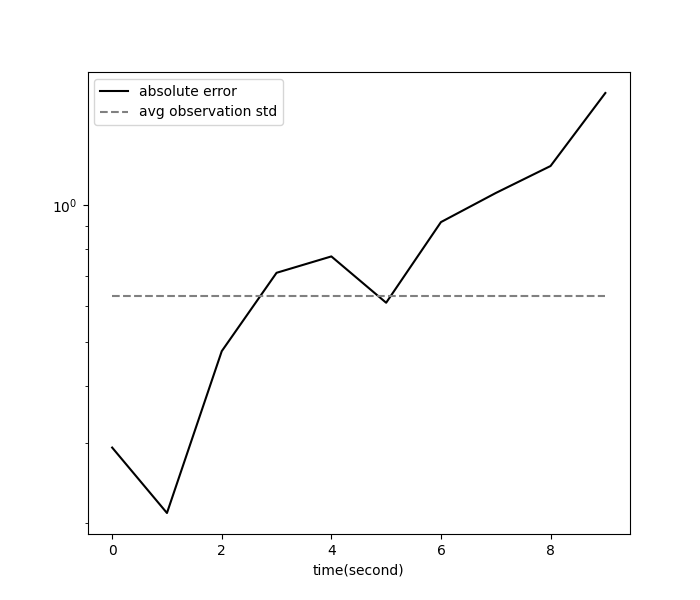 absolute error
avg observation std
10⁰
0 2 4 6 8
time(second)